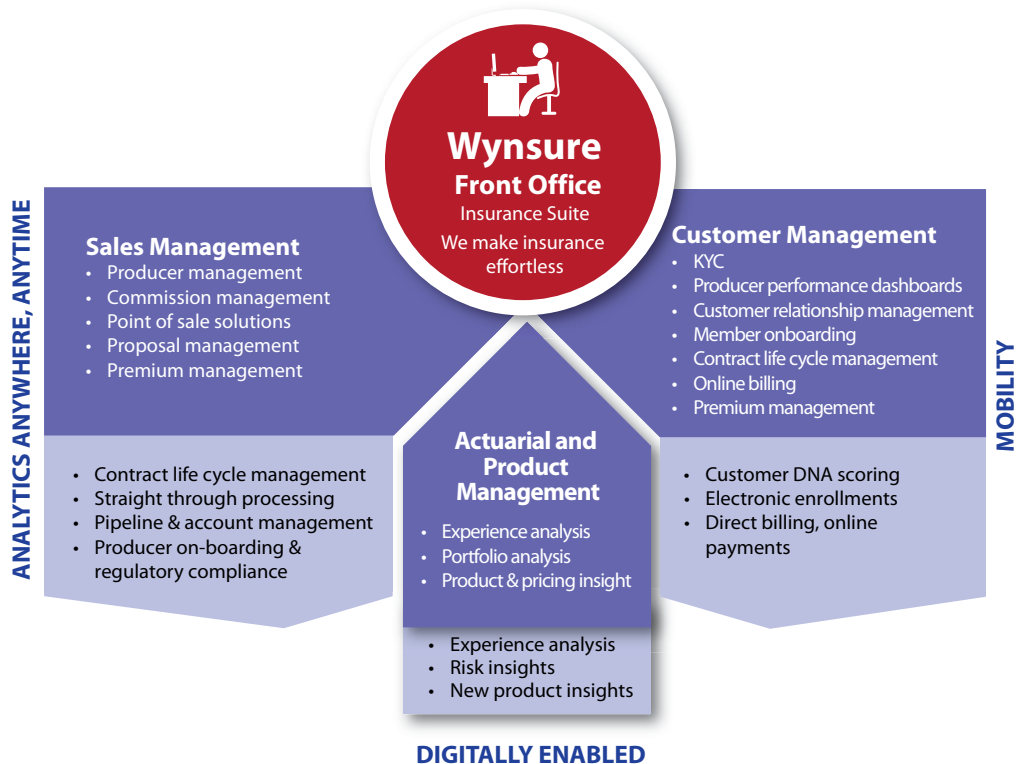 Wynsure
Front Office
Insurance Suite
We make insurance
effortless
ANALYTICS ANYWHERE, ANYTIME
Sales Management
• Producer management
• Commission management
• Point of sale solutions
• Proposal management
• Premium management
• Contract life cycle management
• Straight through processing
• Pipeline & account management
• Producer on-boarding &
regulatory compliance
Actuarial and
Product
Management
• Experience analysis
• Portfolio analysis
• Product & pricing insight
• Experience analysis
• Risk insights
• New product insights
Customer Management
• KYC
• Producer performance dashboards
• Customer relationship management
• Member onboarding
• Contract life cycle management
• Online billing
• Premium management
• Customer DNA scoring
• Electronic enrollments
• Direct billing, online
payments
MOBILITY
DIGITALLY ENABLED